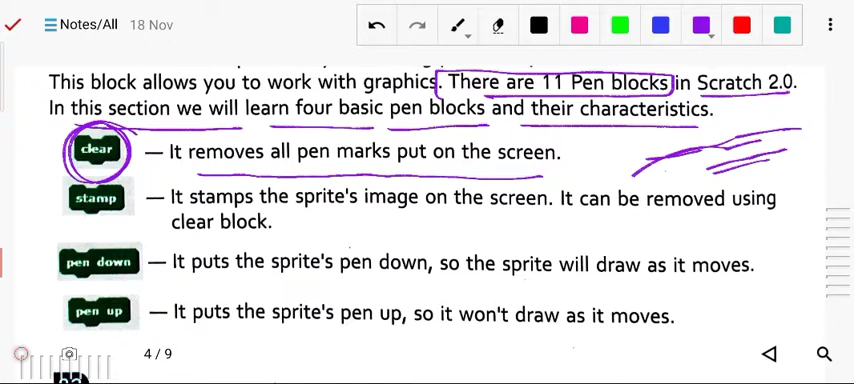 Notes/All 18 Nov
This block allows you to work with graphics. There are 11 Pen blocks in Scratch 2.0.
In this section we will learn four basic pen blocks and their characteristics.
clear — It removes all pen marks put on the screen.
stamp — It stamps the sprite's image on the screen. It can be removed using
clear block.
pen down — It puts the sprite's pen down, so the sprite will draw as it moves.
pen up — It puts the sprite's pen up, so it won't draw as it moves.
4 / 9